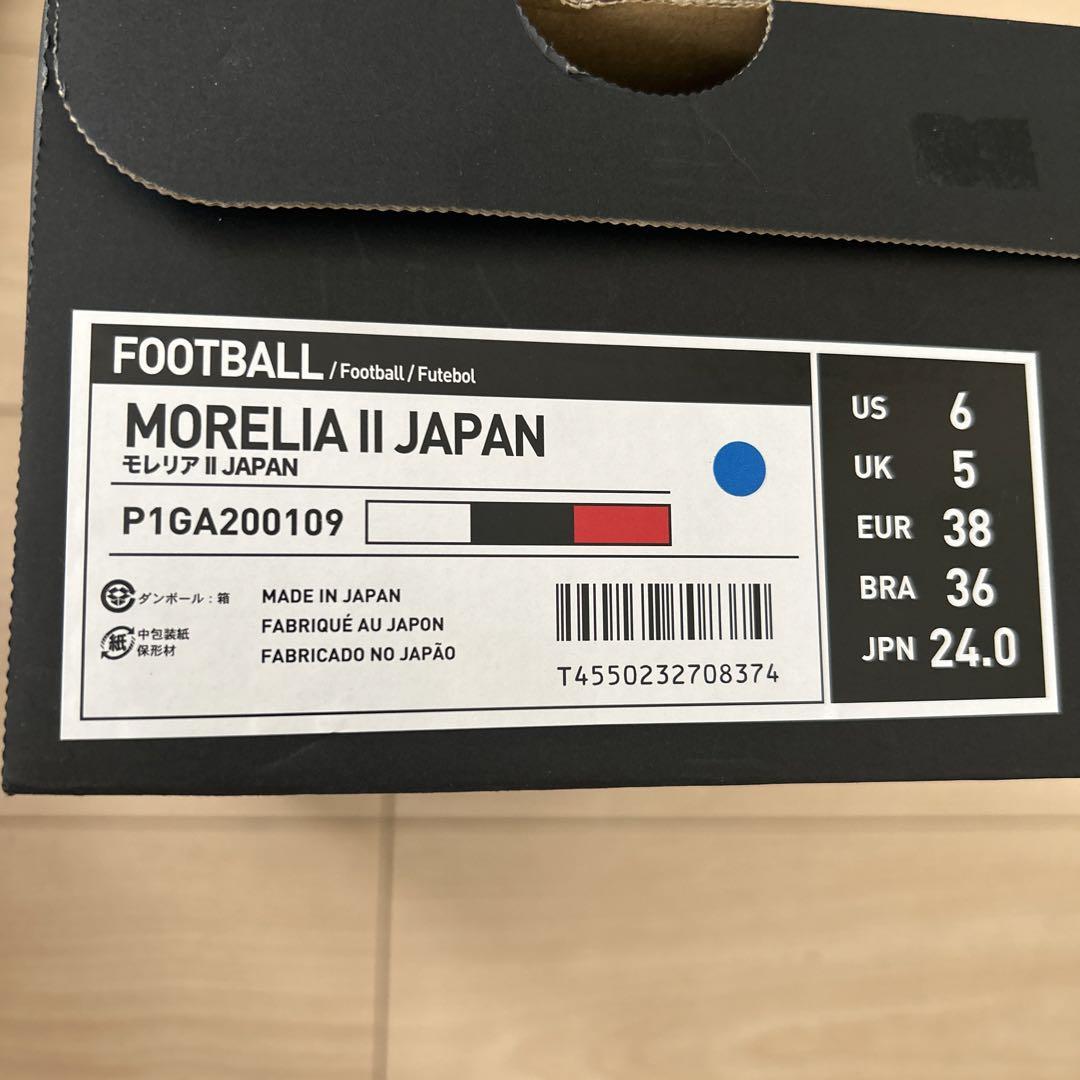 FOOTBALL / Football / Futebol
MORELIA II JAPAN
モレリア II JAPAN
P1GA200109
ダンボール：箱
紙 中包装紙
保形材
MADE IN JAPAN
FABRIQUÉ AU JAPON
FABRICADO NO JAPÃO
T4550232708374
US 6
UK 5
EUR 38
BRA 36
JPN 24.0